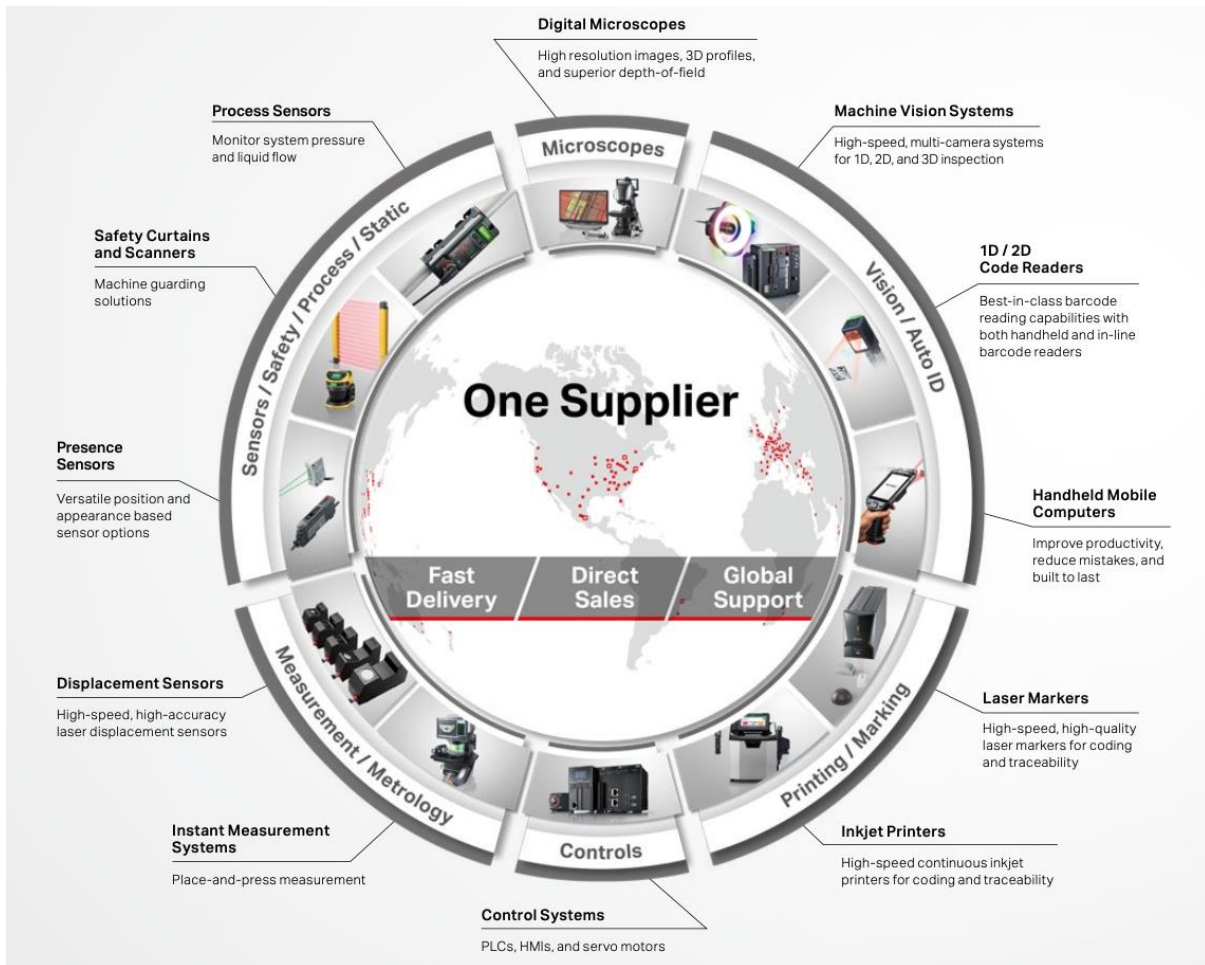 Digital Microscopes
High resolution images, 3D profiles,
and superior depth-of-field
Process Sensors
Monitor system pressure
and liquid flow
Machine Vision Systems
High-speed, multi-camera systems
for 1D, 2D, and 3D inspection
Microscopes
Safety Curtains
and Scanners
Machine guarding
solutions
Sensors / Safety / Process / Static
Vision / Auto ID
1D / 2D
Code Readers
Best-in-class barcode
reading capabilities with
both handheld and in-line
barcode readers
One Supplier
Presence
Sensors
Versatile position and
appearance based
sensor options
Handheld Mobile
Computers
Improve productivity,
reduce mistakes, and
built to last
Fast
Delivery
Direct
Sales
Global
Support
Displacement Sensors
High-speed, high-accuracy
laser displacement sensors
Measurement / Metrology
Printing / Marking
Laser Markers
High-speed, high-quality
laser markers for coding
and traceability
Instant Measurement
Systems
Place-and-press measurement
Controls
Inkjet Printers
High-speed continuous inkjet
printers for coding and traceability
Control Systems
PLCs, HMIs, and servo motors